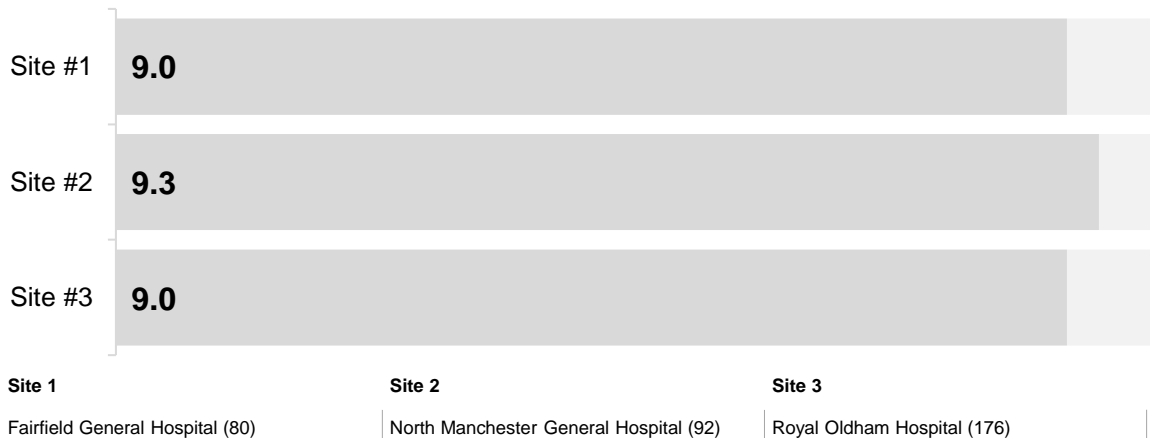 Site #1 9.0
Site #2 9.3
Site #3 9.0
Site 1 Site 2 Site 3
Fairfield General Hospital (80) North Manchester General Hospital (92) Royal Oldham Hospital (176)